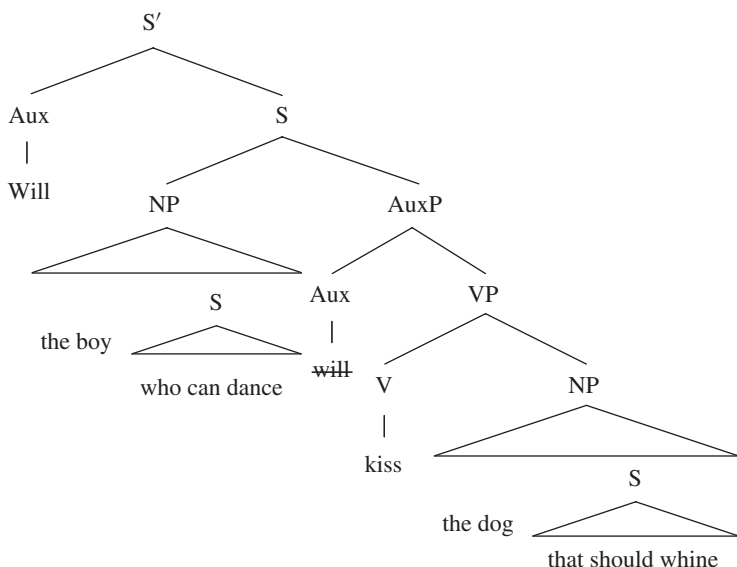 S′
Aux S
Will NP AuxP
S Aux VP
the boy
who can dance will V NP
kiss S
the dog
that should whine